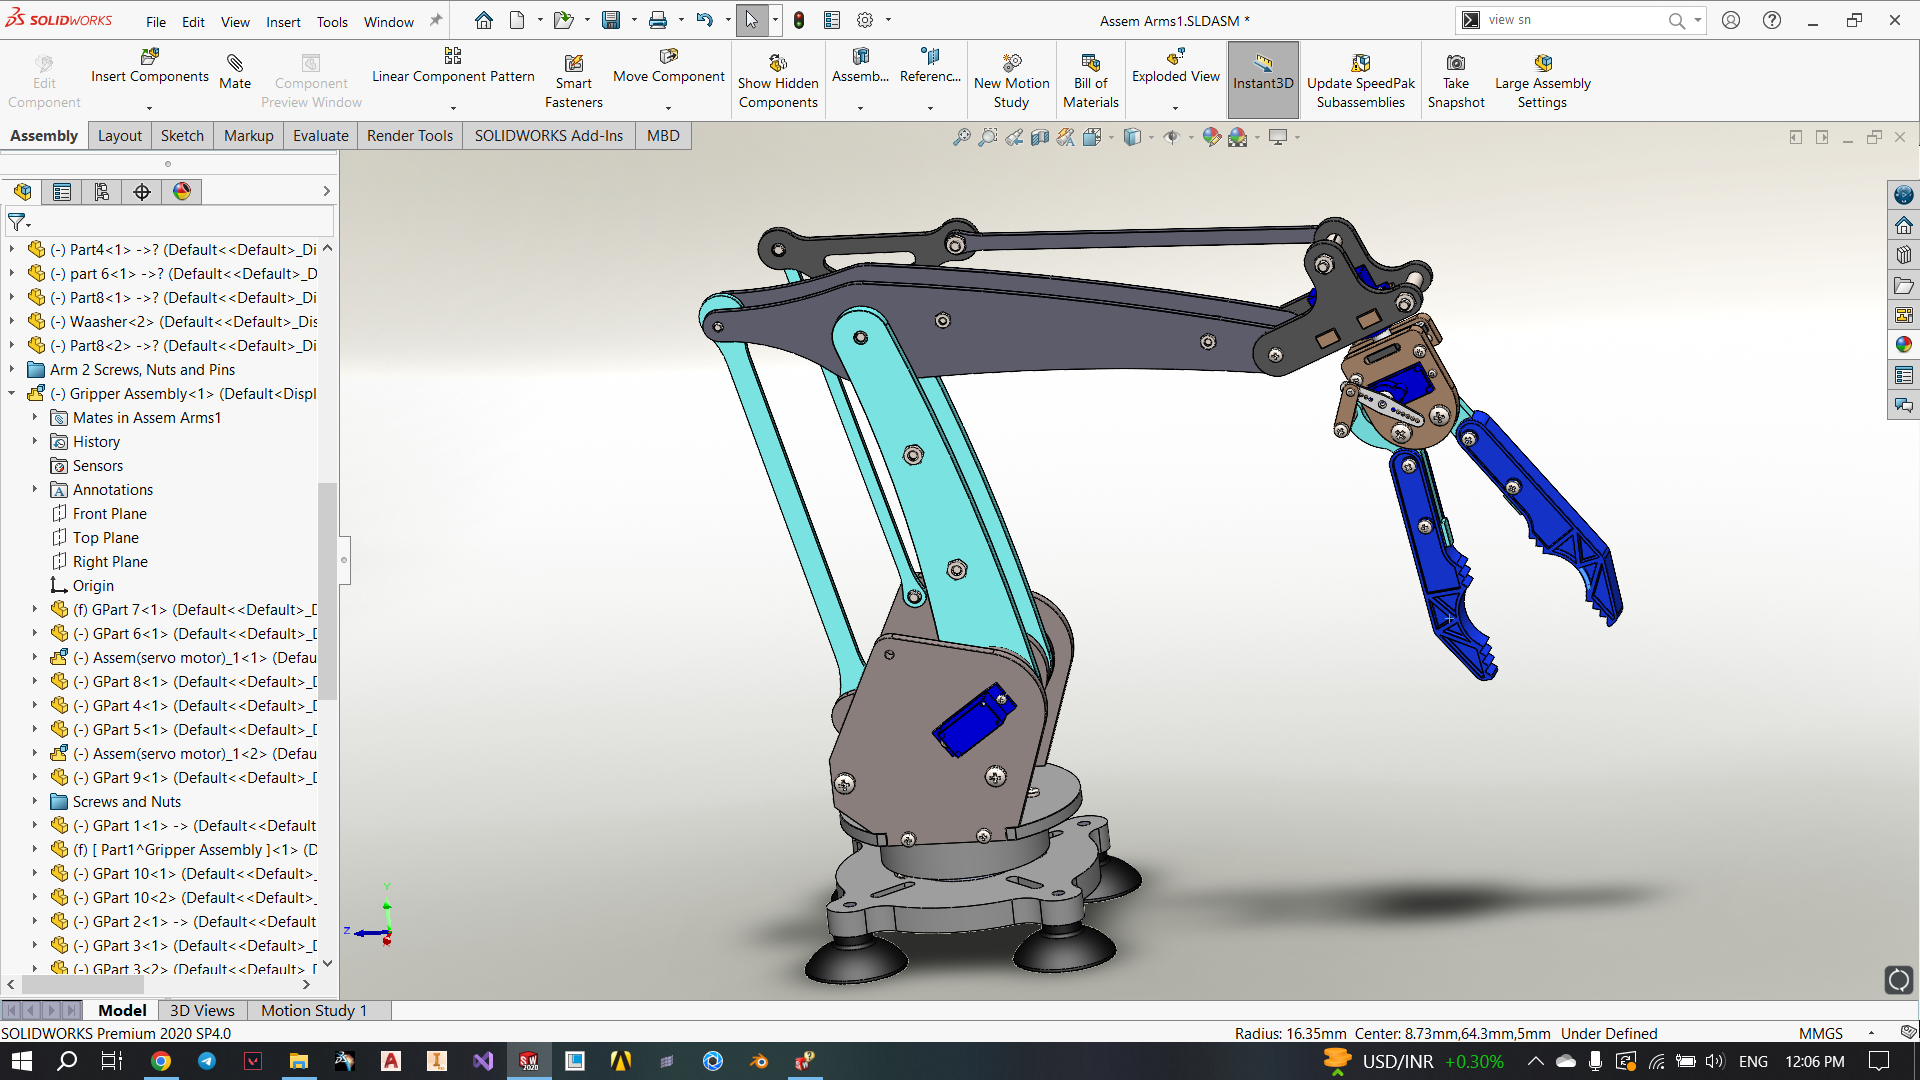 SOLIDWORKS File Edit View Insert Tools Window
Assem Arms1.SLDASM *
view sn
Edit Component
Insert Components
Mate
Component Preview Window
Linear Component Pattern
Smart Fasteners
Move Component
Show Hidden Components
Assemb...
Referenc...
New Motion Study
Bill of Materials
Exploded View
Instant3D
Update SpeedPak Subassemblies
Take Snapshot
Large Assembly Settings
Assembly Layout Sketch Markup Evaluate Render Tools SOLIDWORKS Add-Ins MBD
(-) Part4<1> ->? (Default<<Default>_Di
(-) part 6<1> ->? (Default<<Default>_D
(-) Part8<1> ->? (Default<<Default>_Di
(-) Waasher<2> (Default<<Default>_Dis
(-) Part8<2> ->? (Default<<Default>_Di
Arm 2 Screws, Nuts and Pins
(-) Gripper Assembly<1> (Default<Displ
Mates in Assem Arms1
History
Sensors
Annotations
Front Plane
Top Plane
Right Plane
Origin
(f) GPart 7<1> (Default<<Default>_D
(-) GPart 6<1> (Default<<Default>_D
(-) Assem(servo motor)_1<1> (Defau
(-) GPart 8<1> (Default<<Default>_D
(-) GPart 4<1> (Default<<Default>_D
(-) GPart 5<1> (Default<<Default>_D
(-) Assem(servo motor)_1<2> (Defau
(-) GPart 9<1> (Default<<Default>_D
Screws and Nuts
(-) GPart 1<1> -> (Default<<Default
(f) [ Part1^Gripper Assembly ]<1> (D
(-) GPart 10<1> (Default<<Default>_
(-) GPart 10<2> (Default<<Default>_
(-) GPart 2<1> -> (Default<<Default
(-) GPart 3<1> (Default<<Default>_D
(-) GPart 3<2> (Default<<Default>_D
Y
Z
Model 3D Views Motion Study 1
SOLIDWORKS Premium 2020 SP4.0
Radius: 16.35mm Center: 8.73mm,64.3mm,5mm Under Defined
MMGS
USD/INR +0.30%
ENG
12:06 PM